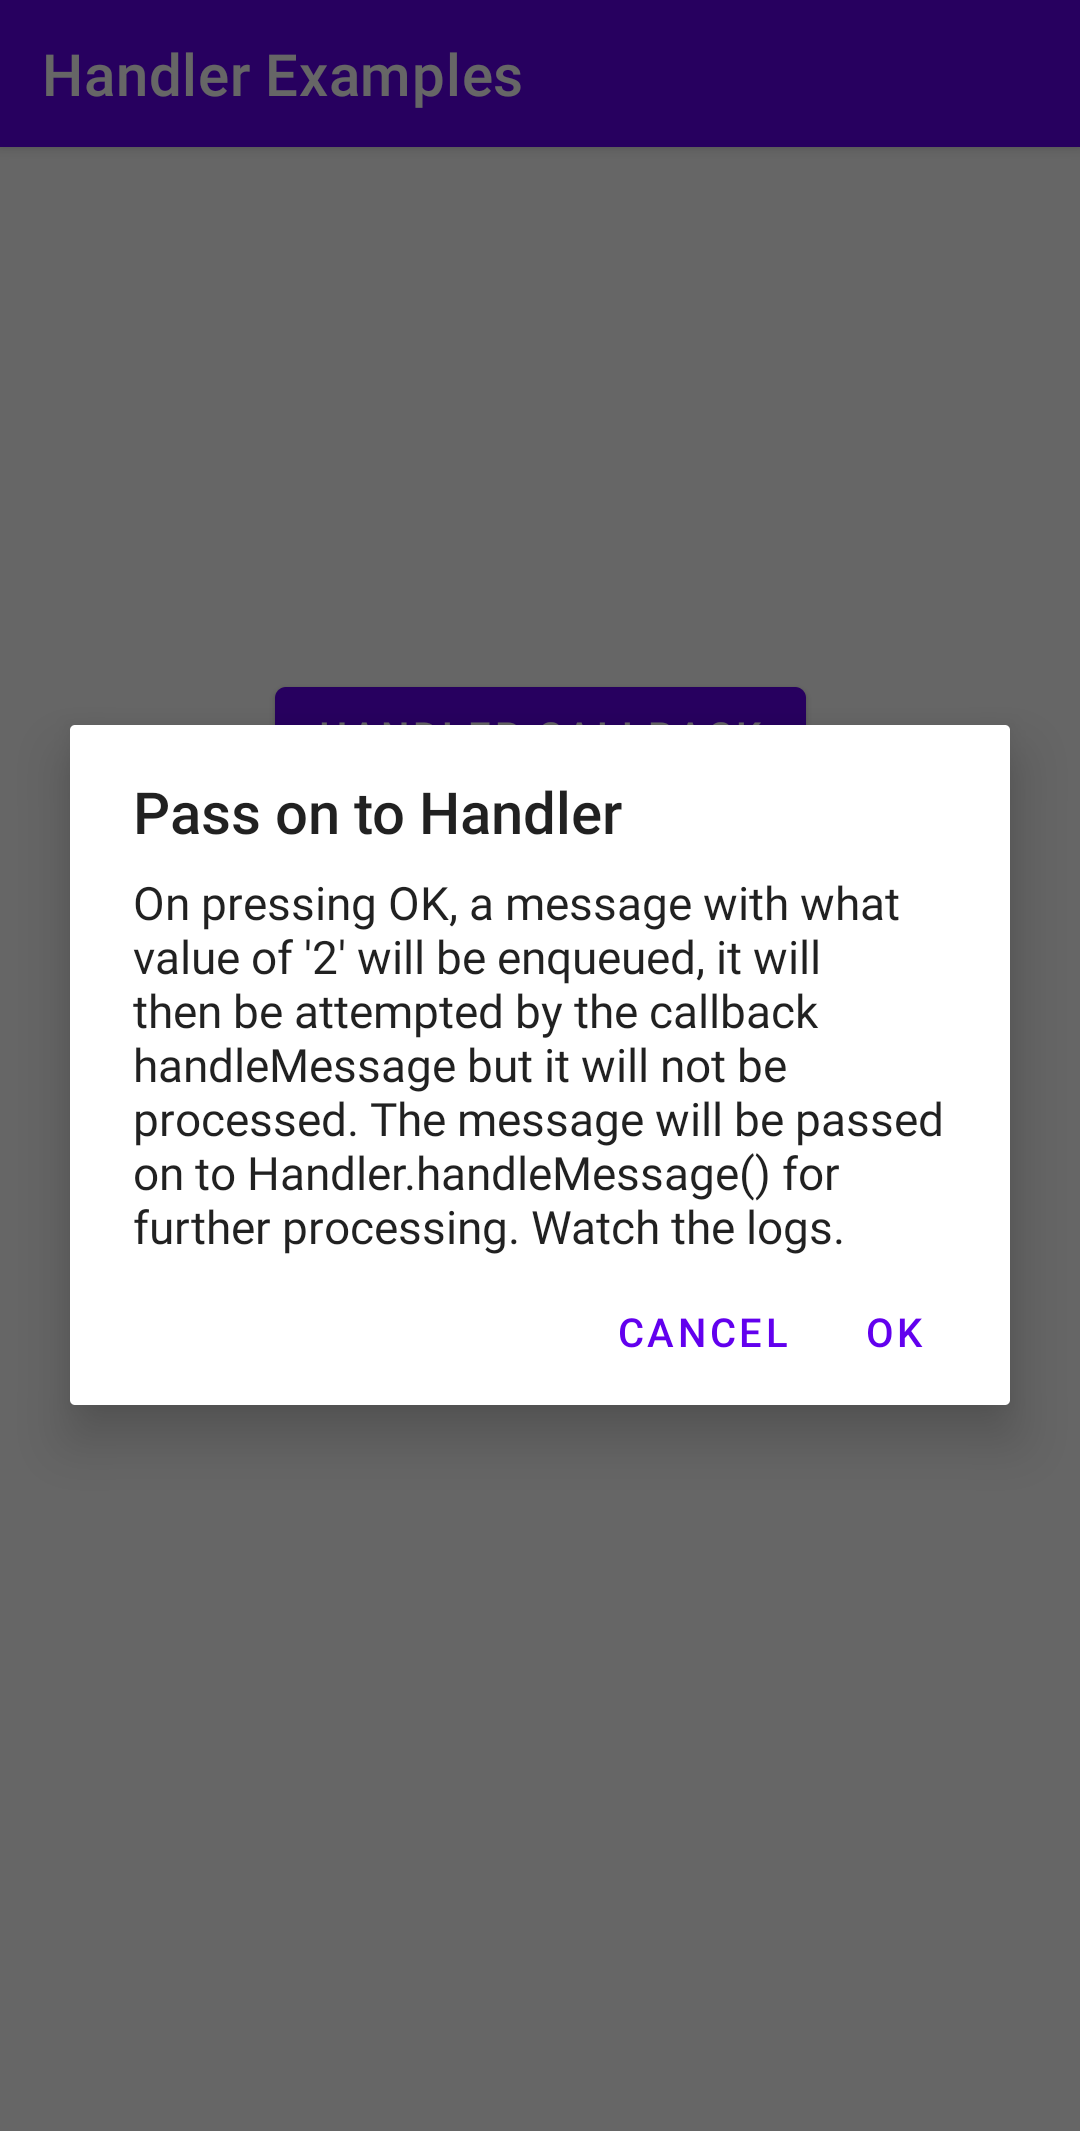 Handler Examples
HANDLER CALLBACK
Pass on to Handler
On pressing OK, a message with what
value of '2' will be enqueued, it will
then be attempted by the callback
handleMessage but it will not be
processed. The message will be passed
on to Handler.handleMessage() for
further processing. Watch the logs.
CANCEL OK